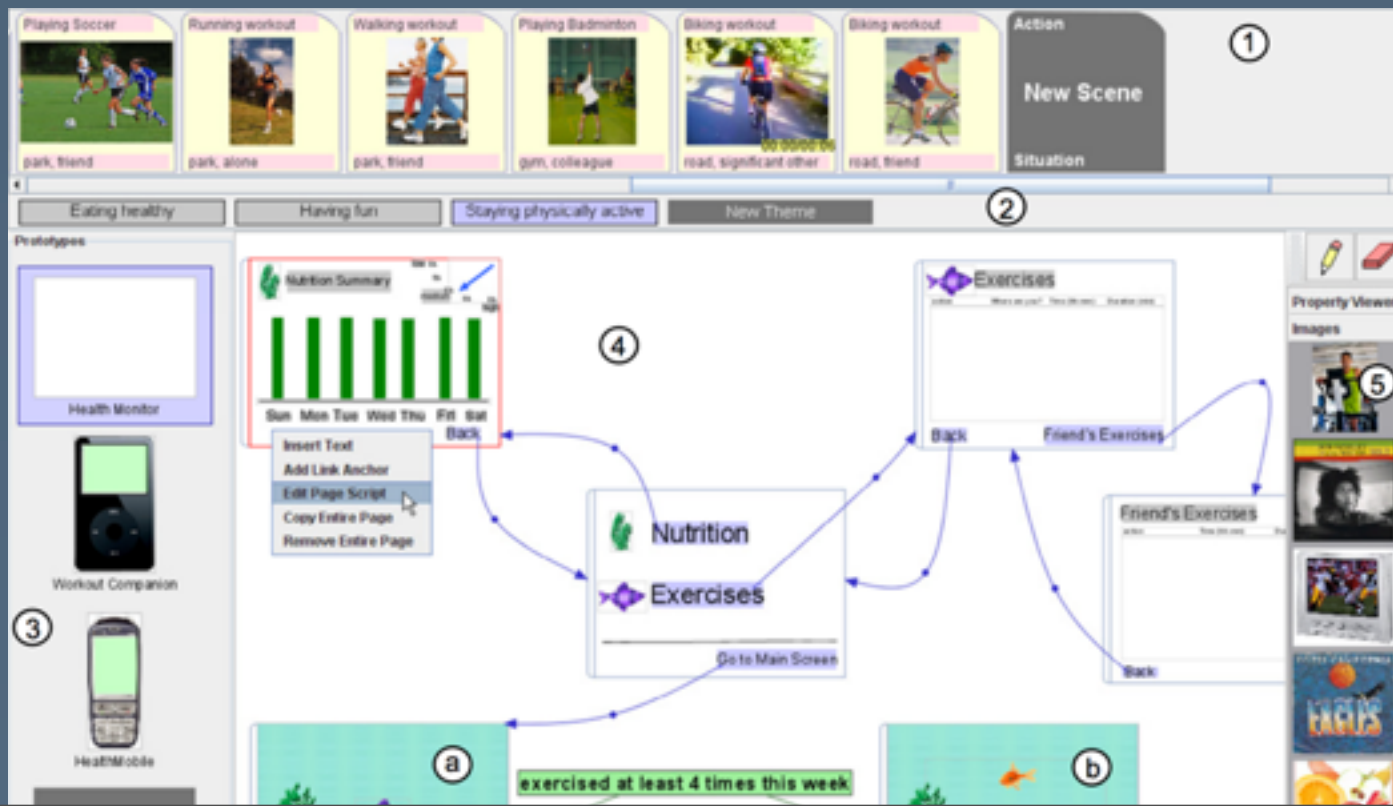 Playing Soccer
Running workout
Walking workout
Playing Badminton
Biking workout
Biking workout
Action
1
New Scene
00:00/00:06
park, friend
park, alone
park, friend
gym, colleague
road, significant other
road, friend
Situation
Eating healthy
Having fun
Staying physically active
New Theme
2
Prototypes
Health Monitor
Workout Companion
3
HealthMobile
Nutrition Summary
Sun Mon Tue Wed Thu Fri Sat
Back
Insert Text
Add Link Anchor
Edit Page Script
Copy Entire Page
Remove Entire Page
4
Nutrition
Exercises
Go to Main Screen
Exercises
Back
Friend's Exercises
Friend's Exercises
Back
a
exercised at least 4 times this week
b
Property Viewer
Images
5
EAGLES